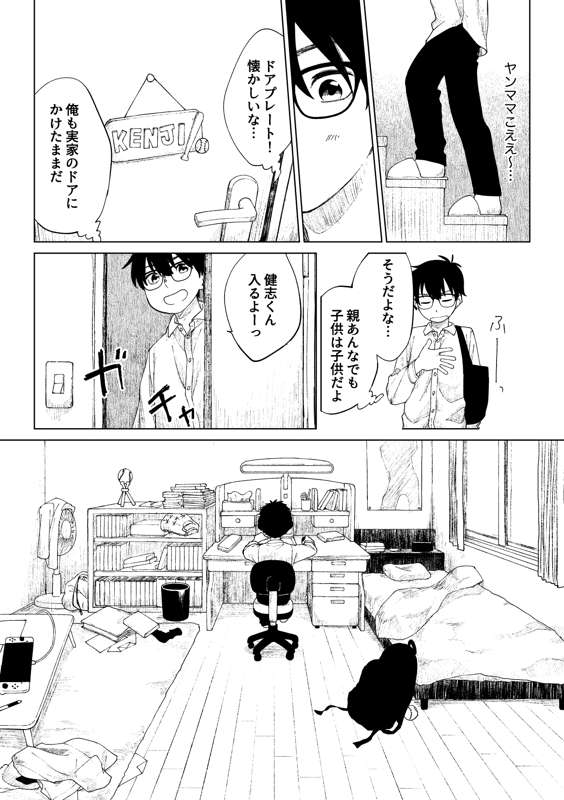 ヤンママこええ〜…
ドアプレート！
懐かしいな…
KENJI
俺も実家のドアに
かけたままだ
そうだよな…
親あんなでも
子供は子供だよ
ふぅ
健志くん
入るよーっ
ガチャ